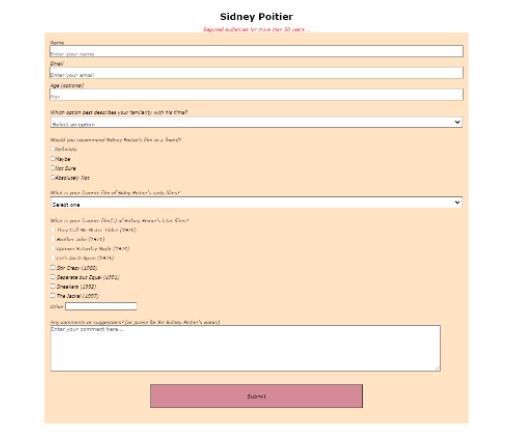 Sidney Poitier
Beguiled audiences for more than 50 years...
Name
Enter your name
Email
Enter your email
Age (optional)
Age
Which option best describes your familiarity with his films?
Select an option
Would you recommend Sidney Poitier's film to a friend?
Definitely
Maybe
Not Sure
Absolutely Not
What is your favorite film of Poitier's early films?
Select one
What is your favorite film(s) of Sidney Poitier's later films?
They Call Me Mister Tibbs! (1970)
Brother John (1971)
Uptown Saturday Night (1974)
Let's Do It Again (1975)
Stir Crazy (1980)
Separate but Equal (1991)
Sneakers (1992)
The Jackal (1997)
Other
Any comments or suggestions? (or praise for Sir Sidney Poitier's works)
Enter your comment here...
Submit